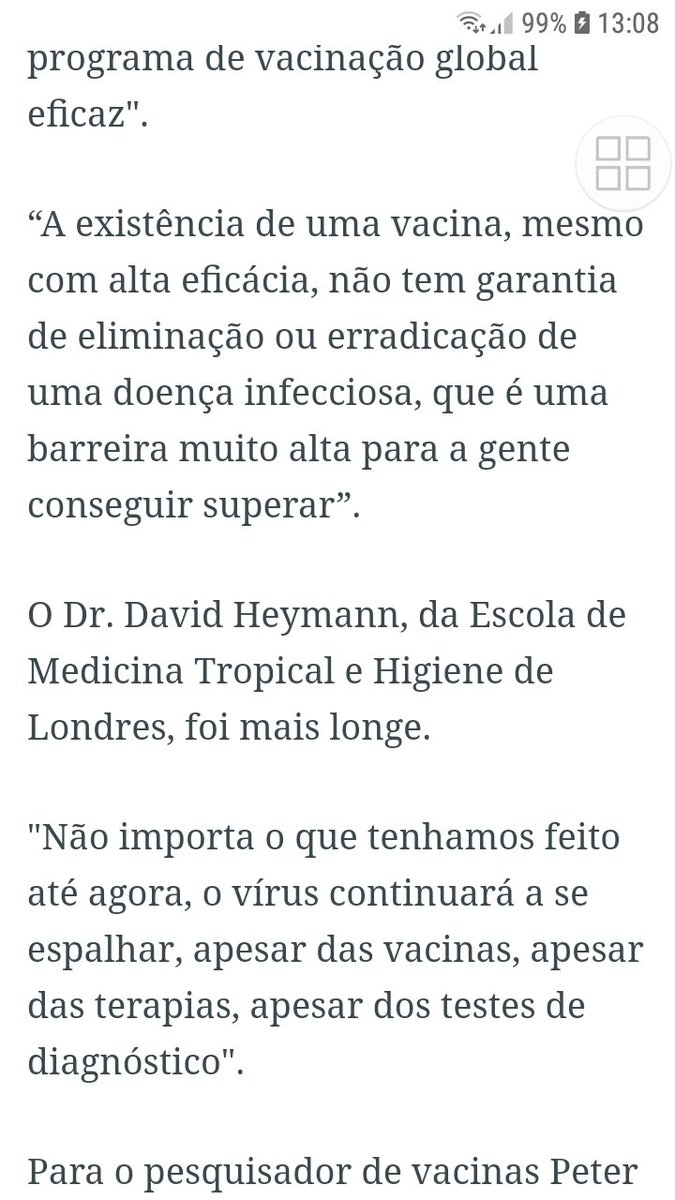 99% 13:08
programa de vacinação global
eficaz".
“A existência de uma vacina, mesmo
com alta eficácia, não tem garantia
de eliminação ou erradicação de
uma doença infecciosa, que é uma
barreira muito alta para a gente
conseguir superar”.
O Dr. David Heymann, da Escola de
Medicina Tropical e Higiene de
Londres, foi mais longe.
"Não importa o que tenhamos feito
até agora, o vírus continuará a se
espalhar, apesar das vacinas, apesar
das terapias, apesar dos testes de
diagnóstico".
Para o pesquisador de vacinas Peter